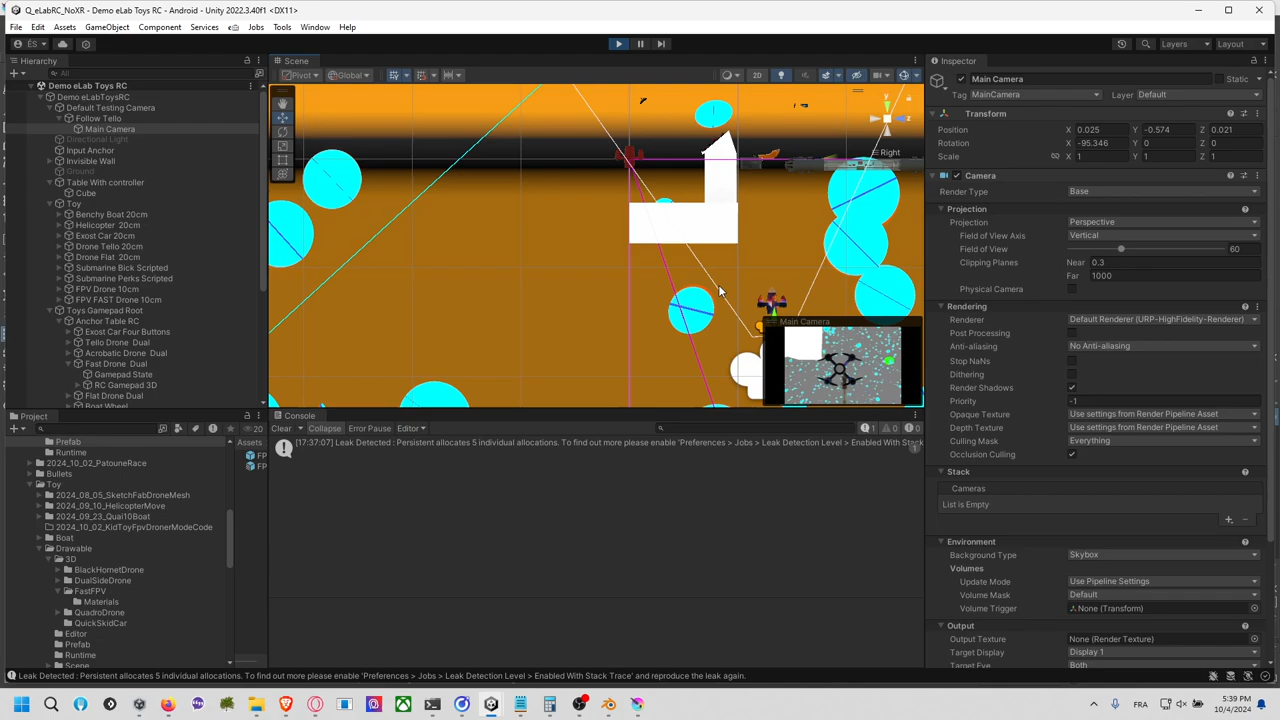 Q_eLabRC_NoXR - Demo eLab Toys RC - Android - Unity 2022.3.40f1 <DX11>
File Edit Assets GameObject Component Services Jobs Tools Window Help
ÉS Layers Layout
Hierarchy
All
Demo eLab Toys RC
Demo eLabToysRC
Default Testing Camera
Follow Tello
Main Camera
Directional Light
Input Anchor
Invisible Wall
Ground
Table With controller
Cube
Toy
Benchy Boat 20cm
Helicopter 20cm
Exost Car 20cm
Drone Tello 20cm
Drone Flat 20cm
Submarine Bick Scripted
Submarine Perks Scripted
FPV Drone 10cm
FPV FAST Drone 10cm
Toys Gamepad Root
Anchor Table RC
Exost Car Four Buttons
Tello Drone Dual
Acrobatic Drone Dual
Fast Drone Dual
Gamepad State
RC Gamepad 3D
Flat Drone Dual
Boat Wheel
Scene
Pivot Global 2D
y
z
Right
Main Camera
Project
20
Prefab
Runtime
2024_10_02_PatouneRace
Bullets
Toy
2024_08_05_SketchFabDroneMesh
2024_09_10_HelicopterMove
2024_09_23_Quai10Boat
2024_10_02_KidToyFpvDronerModeCode
Boat
Drawable
3D
BlackHornetDrone
DualSideDrone
FastFPV
Materials
QuadroDrone
QuickSkidCar
Editor
Prefab
Runtime
Scene
Assets
FP
FP
Console
Clear Collapse Error Pause Editor 1 0 0
[17:37:07] Leak Detected : Persistent allocates 5 individual allocations. To find out more please enable 'Preferences > Jobs > Leak Detection Level > Enabled With Stack
1
Inspector
Main Camera Static
Tag MainCamera Layer Default
Transform
Position X 0.025 Y -0.574 Z 0.021
Rotation X -95.346 Y 0 Z 0
Scale X 1 Y 1 Z 1
Camera
Render Type Base
Projection
Projection Perspective
Field of View Axis Vertical
Field of View 60
Clipping Planes Near 0.3
Far 1000
Physical Camera
Rendering
Renderer Default Renderer (URP-HighFidelity-Renderer)
Post Processing
Anti-aliasing No Anti-aliasing
Stop NaNs
Dithering
Render Shadows
Priority -1
Opaque Texture Use settings from Render Pipeline Asset
Depth Texture Use settings from Render Pipeline Asset
Culling Mask Everything
Occlusion Culling
Stack
Cameras
List is Empty
Environment
Background Type Skybox
Volumes
Update Mode Use Pipeline Settings
Volume Mask Default
Volume Trigger None (Transform)
Output
Output Texture None (Render Texture)
Target Display Display 1
Target Eye Both
Leak Detected : Persistent allocates 5 individual allocations. To find out more please enable 'Preferences > Jobs > Leak Detection Level > Enabled With Stack Trace' and reproduce the leak again.
FRA 5:39 PM
10/4/2024